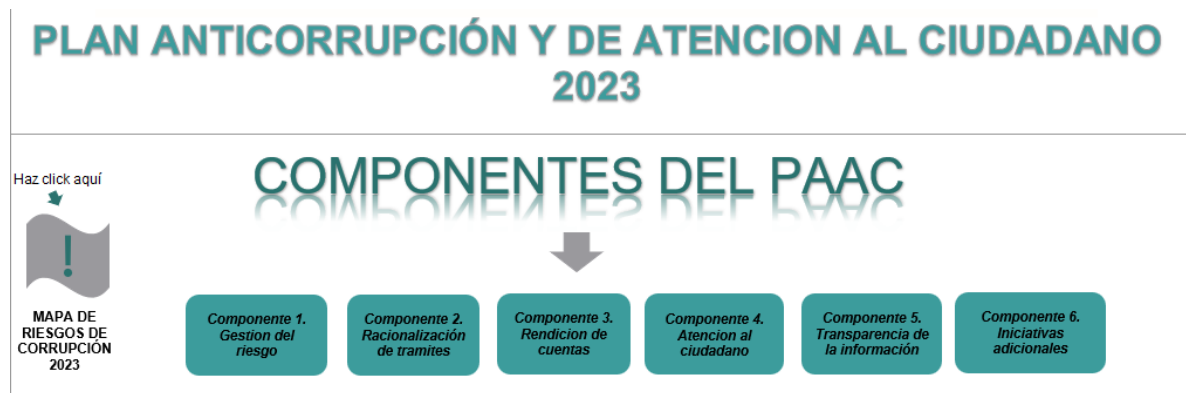 PLAN ANTICORRUPCIÓN Y DE ATENCION AL CIUDADANO
2023
Haz click aquí
COMPONENTES DEL PAAC
!
MAPA DE
RIESGOS DE
CORRUPCIÓN
2023
Componente 1.
Gestion del
riesgo
Componente 2.
Racionalización
de tramites
Componente 3.
Rendicion de
cuentas
Componente 4.
Atencion al
ciudadano
Componente 5.
Transparencia de
la información
Componente 6.
Iniciativas
adicionales